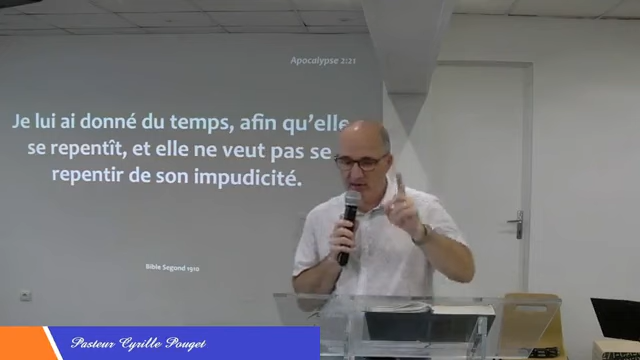 Apocalypse 2:21
Je lui ai donné du temps, afin qu'elle
se repentît, et elle ne veut pas se
repentir de son impudicité.
Bible Segond 1910
Pasteur Cyrille Pouget